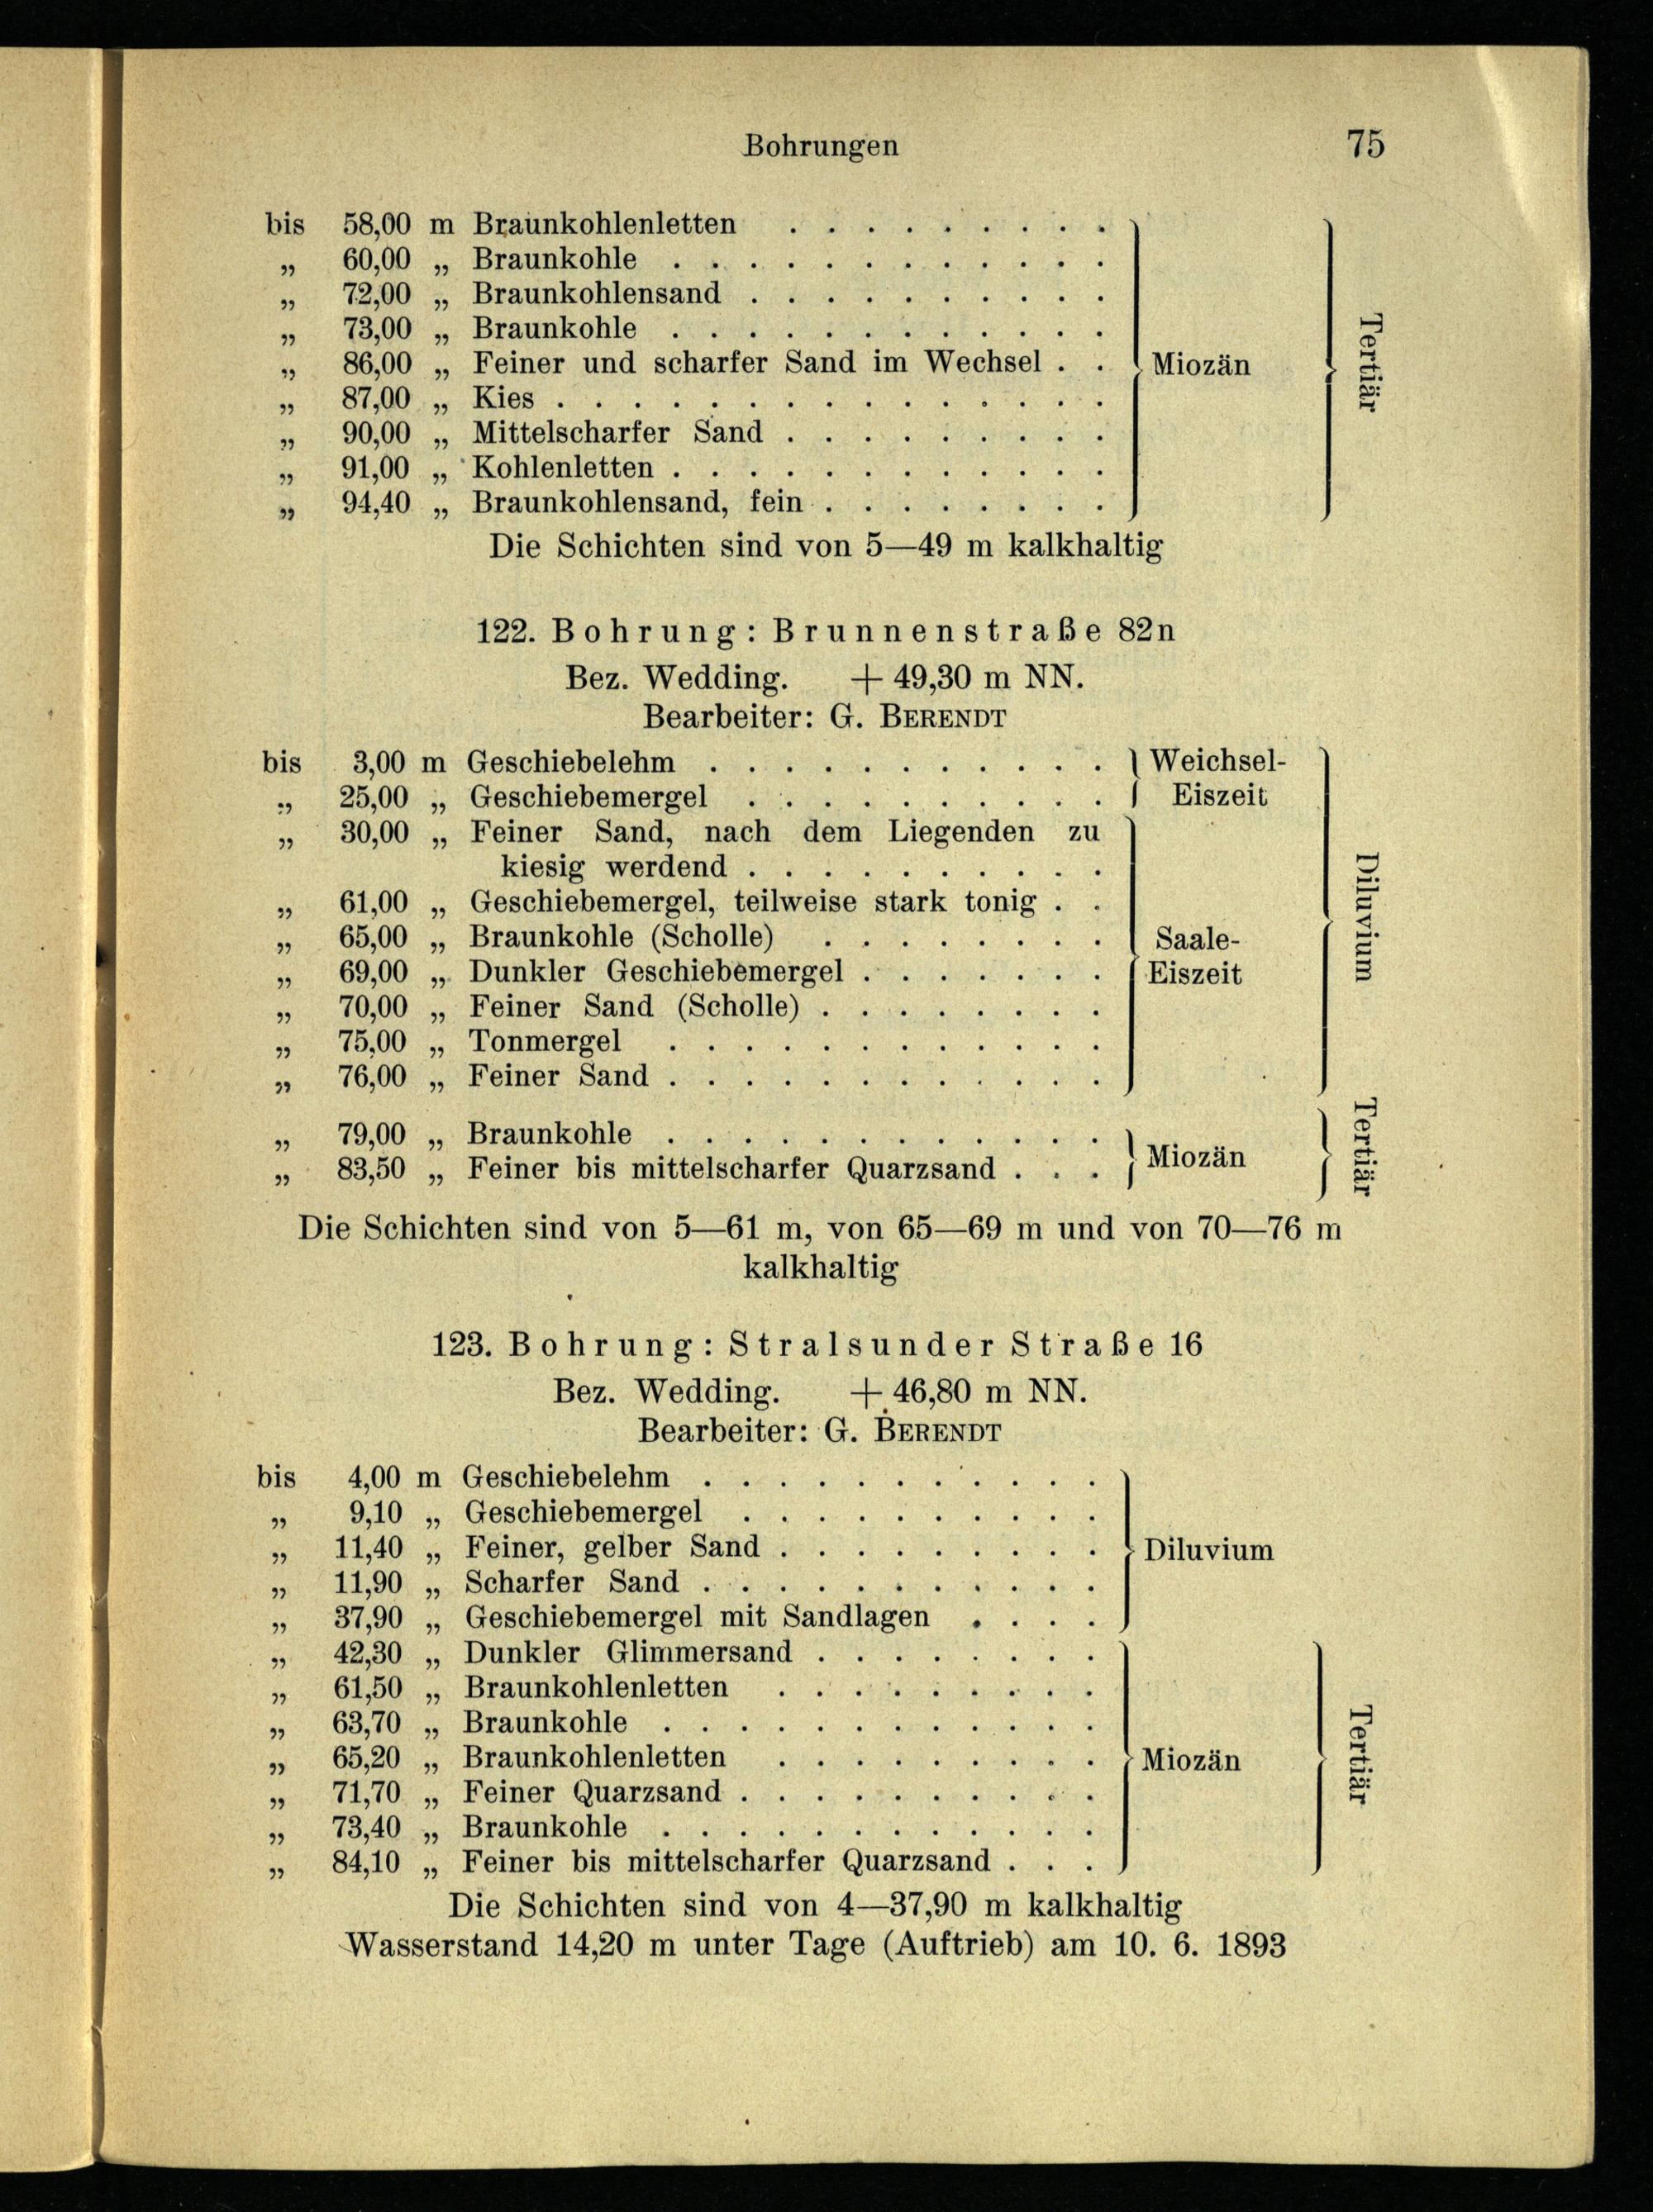 Bohrungen 75
bis 58,00 m Braunkohlenletten . . . . . . . . .
„ 60,00 „ Braunkohle . . . . . . . . . . . .
„ 72,00 „ Braunkohlensand . . . . . . . . . .
„ 73,00 „ Braunkohle . . . . . . . . . . . .
„ 86,00 „ Feiner und scharfer Sand im Wechsel . . Miozän Tertiär
„ 87,00 „ Kies . . . . . . . . . . . . . . .
„ 90,00 „ Mittelscharfer Sand . . . . . . . . .
„ 91,00 „ Kohlenletten . . . . . . . . . . . .
„ 94,40 „ Braunkohlensand, fein . . . . . . . .
Die Schichten sind von 5—49 m kalkhaltig
122. Bohrung: Brunnenstraße 82n
Bez. Wedding. + 49,30 m NN.
Bearbeiter: G. BERENDT
bis 3,00 m Geschiebelehm . . . . . . . . . . . Weichsel-
„ 25,00 „ Geschiebemergel . . . . . . . . . . Eiszeit
„ 30,00 „ Feiner Sand, nach dem Liegenden zu
kiesig werdend . . . . . . . . . .
„ 61,00 „ Geschiebemergel, teilweise stark tonig . . Diluvium
„ 65,00 „ Braunkohle (Scholle) . . . . . . . . Saale-
„ 69,00 „ Dunkler Geschiebemergel . . . . . . . Eiszeit
„ 70,00 „ Feiner Sand (Scholle) . . . . . . . .
„ 75,00 „ Tonmergel . . . . . . . . . . . .
„ 76,00 „ Feiner Sand . . . . . . . . . . . .
„ 79,00 „ Braunkohle . . . . . . . . . . . .
„ 83,50 „ Feiner bis mittelscharfer Quarzsand . . . Miozän Tertiär
Die Schichten sind von 5—61 m, von 65—69 m und von 70—76 m
kalkhaltig
123. Bohrung: Stralsunder Straße 16
Bez. Wedding. + 46,80 m NN.
Bearbeiter: G. BERENDT
bis 4,00 m Geschiebelehm . . . . . . . . . . .
„ 9,10 „ Geschiebemergel . . . . . . . . . .
„ 11,40 „ Feiner, gelber Sand . . . . . . . . . Diluvium
„ 11,90 „ Scharfer Sand . . . . . . . . . . .
„ 37,90 „ Geschiebemergel mit Sandlagen . . . .
„ 42,30 „ Dunkler Glimmersand . . . . . . . .
„ 61,50 „ Braunkohlenletten . . . . . . . . .
„ 63,70 „ Braunkohle . . . . . . . . . . . .
„ 65,20 „ Braunkohlenletten . . . . . . . . . Miozän Tertiär
„ 71,70 „ Feiner Quarzsand . . . . . . . . . .
„ 73,40 „ Braunkohle . . . . . . . . . . . .
„ 84,10 „ Feiner bis mittelscharfer Quarzsand . . .
Die Schichten sind von 4—37,90 m kalkhaltig
Wasserstand 14,20 m unter Tage (Auftrieb) am 10. 6. 1893